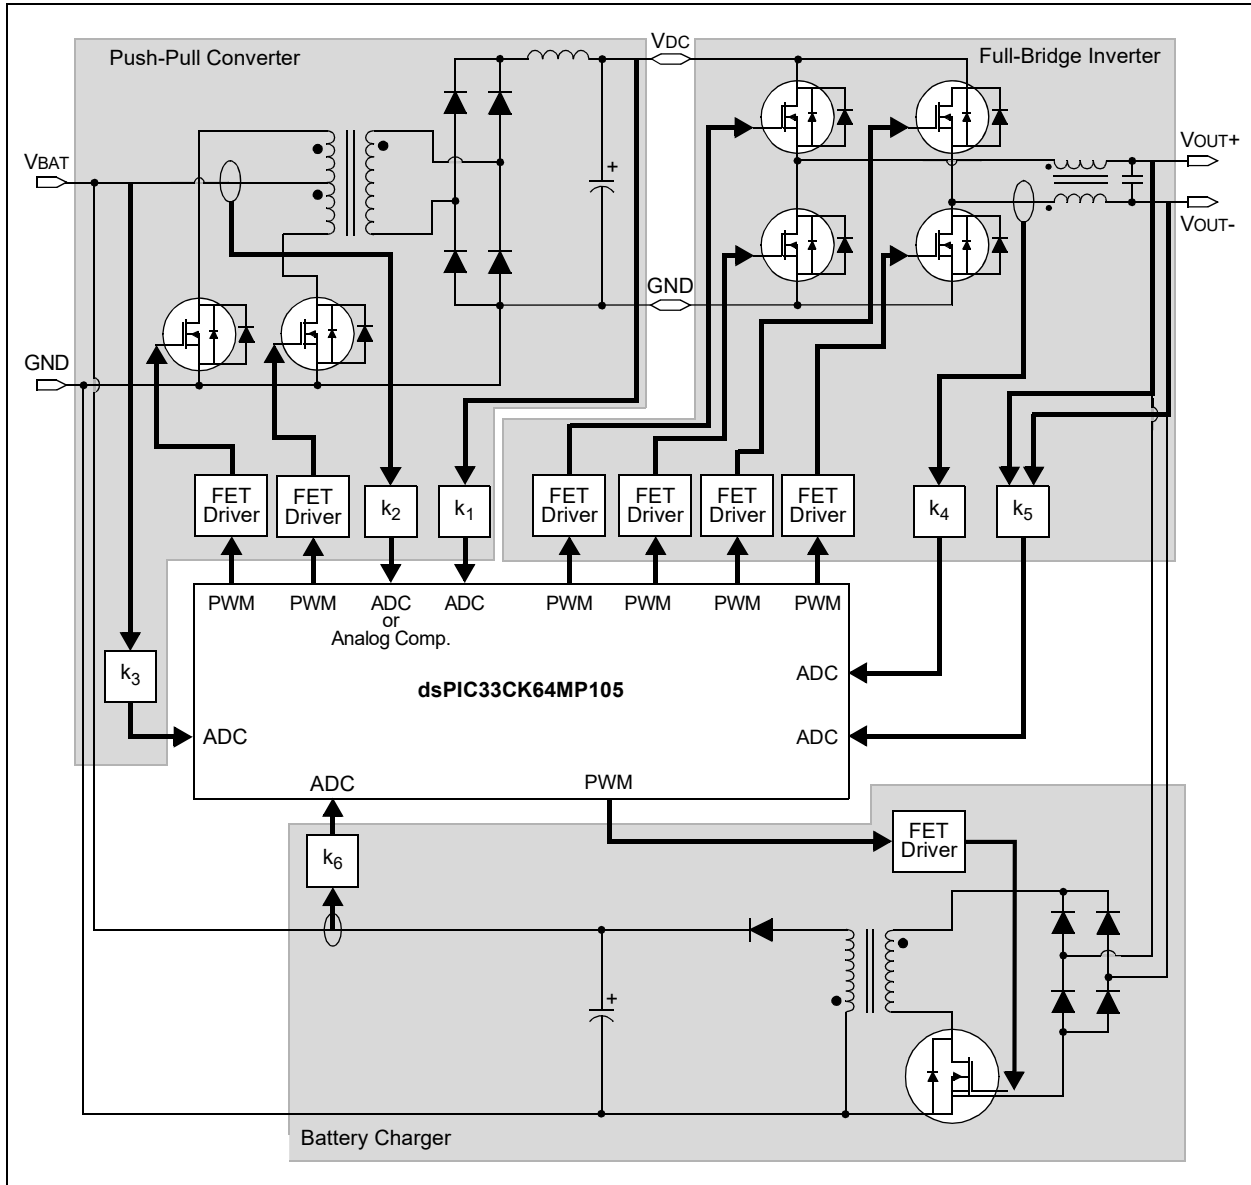 Push-Pull Converter
VDC
Full-Bridge Inverter
VBAT
VOUT+
VOUT-
+
GND
GND
FET
Driver
FET
Driver
k2
k1
FET
Driver
FET
Driver
FET
Driver
FET
Driver
k4
k5
PWM
PWM
ADC
or
Analog Comp.
ADC
PWM
PWM
PWM
PWM
k3
ADC
dsPIC33CK64MP105
ADC
ADC
ADC
PWM
k6
FET
Driver
+
Battery Charger